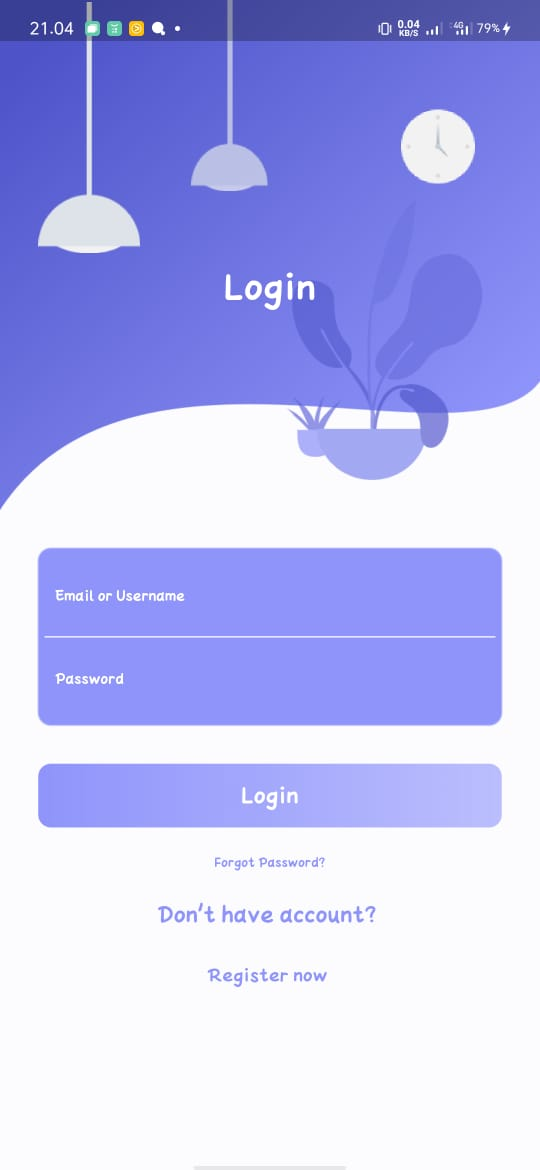 21.04
0.04
KB/S
4G
79%
Login
Email or Username
Password
Login
Forgot Password?
Don't have account?
Register now